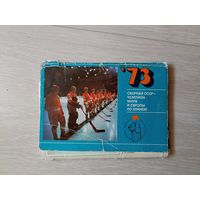 '73
СБОРНАЯ СССР-
ЧЕМПИОН
МИРА
И ЕВРОПЫ
ПО ХОККЕЮ